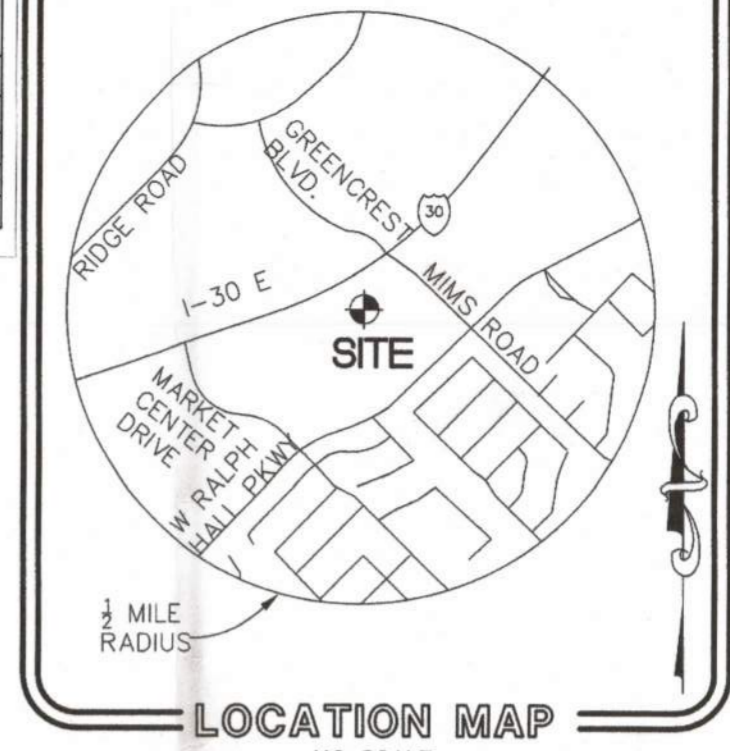 GREENCREST
BLVD.
RIDGE ROAD
30
I-30 E
MIMS ROAD
SITE
MARKET
CENTER
DRIVE
W RALPH
HALL PKWY
1/2 MILE
RADIUS
LOCATION MAP